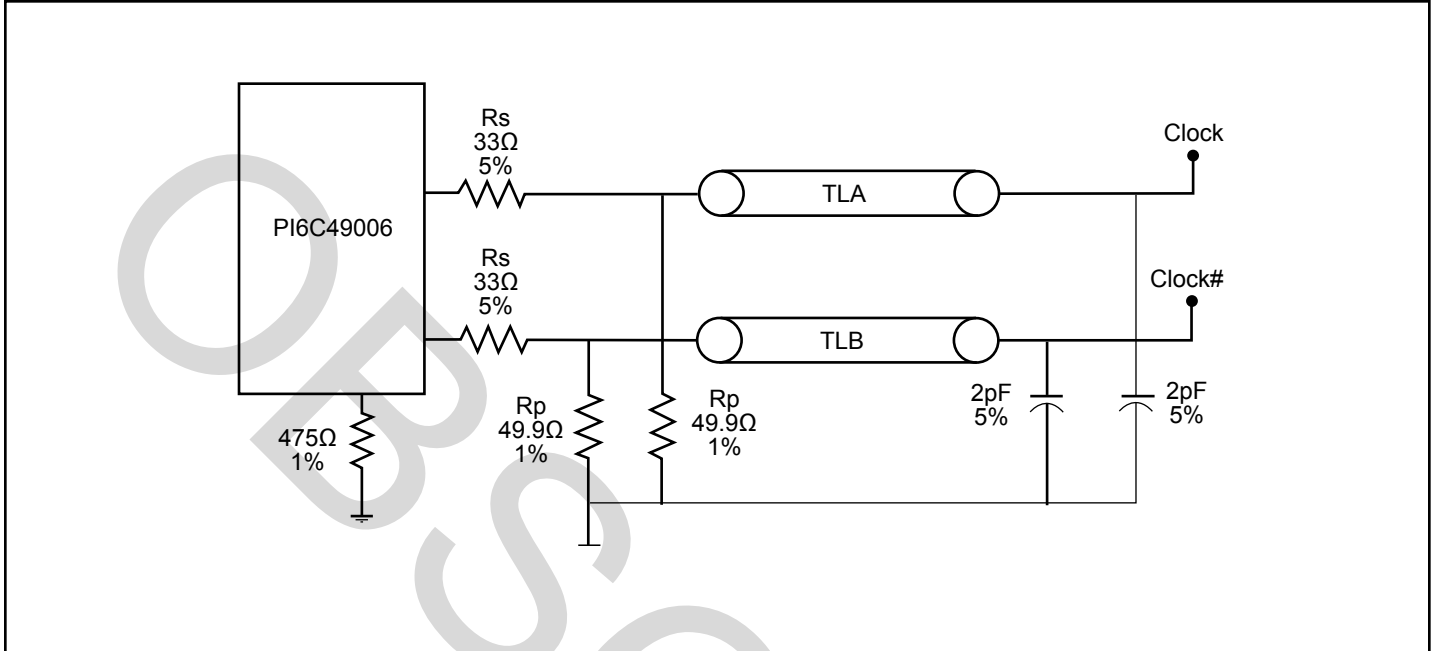 Rs
33Ω
5%
Clock
TLA
PI6C49006
Rs
33Ω
5%
Clock#
TLB
475Ω
1%
Rp
49.9Ω
1%
Rp
49.9Ω
1%
2pF
5%
2pF
5%